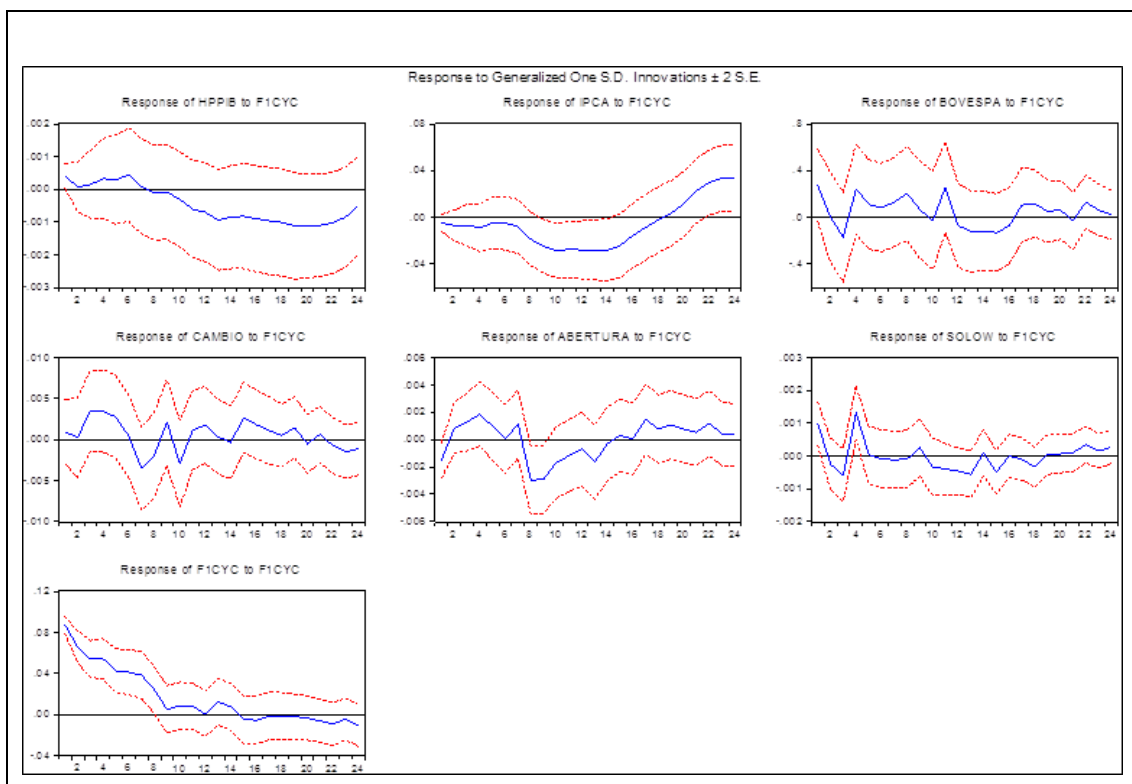 Response to Generalized One S.D. Innovations ± 2 S.E.
Response of HPPIB to F1CYC
.002
.001
.000
-.001
-.002
-.003
2 4 6 8 10 12 14 16 18 20 22 24
Response of IPCA to F1CYC
.08
.04
.00
-.04
2 4 6 8 10 12 14 16 18 20 22 24
Response of BOVESPA to F1CYC
.8
.4
.0
-.4
2 4 6 8 10 12 14 16 18 20 22 24
Response of CAMBIO to F1CYC
.010
.005
.000
-.005
-.010
2 4 6 8 10 12 14 16 18 20 22 24
Response of ABERTURA to F1CYC
.006
.004
.002
.000
-.002
-.004
-.006
2 4 6 8 10 12 14 16 18 20 22 24
Response of SOLOW to F1CYC
.003
.002
.001
.000
-.001
-.002
2 4 6 8 10 12 14 16 18 20 22 24
Response of F1CYC to F1CYC
.12
.08
.04
.00
-.04
2 4 6 8 10 12 14 16 18 20 22 24